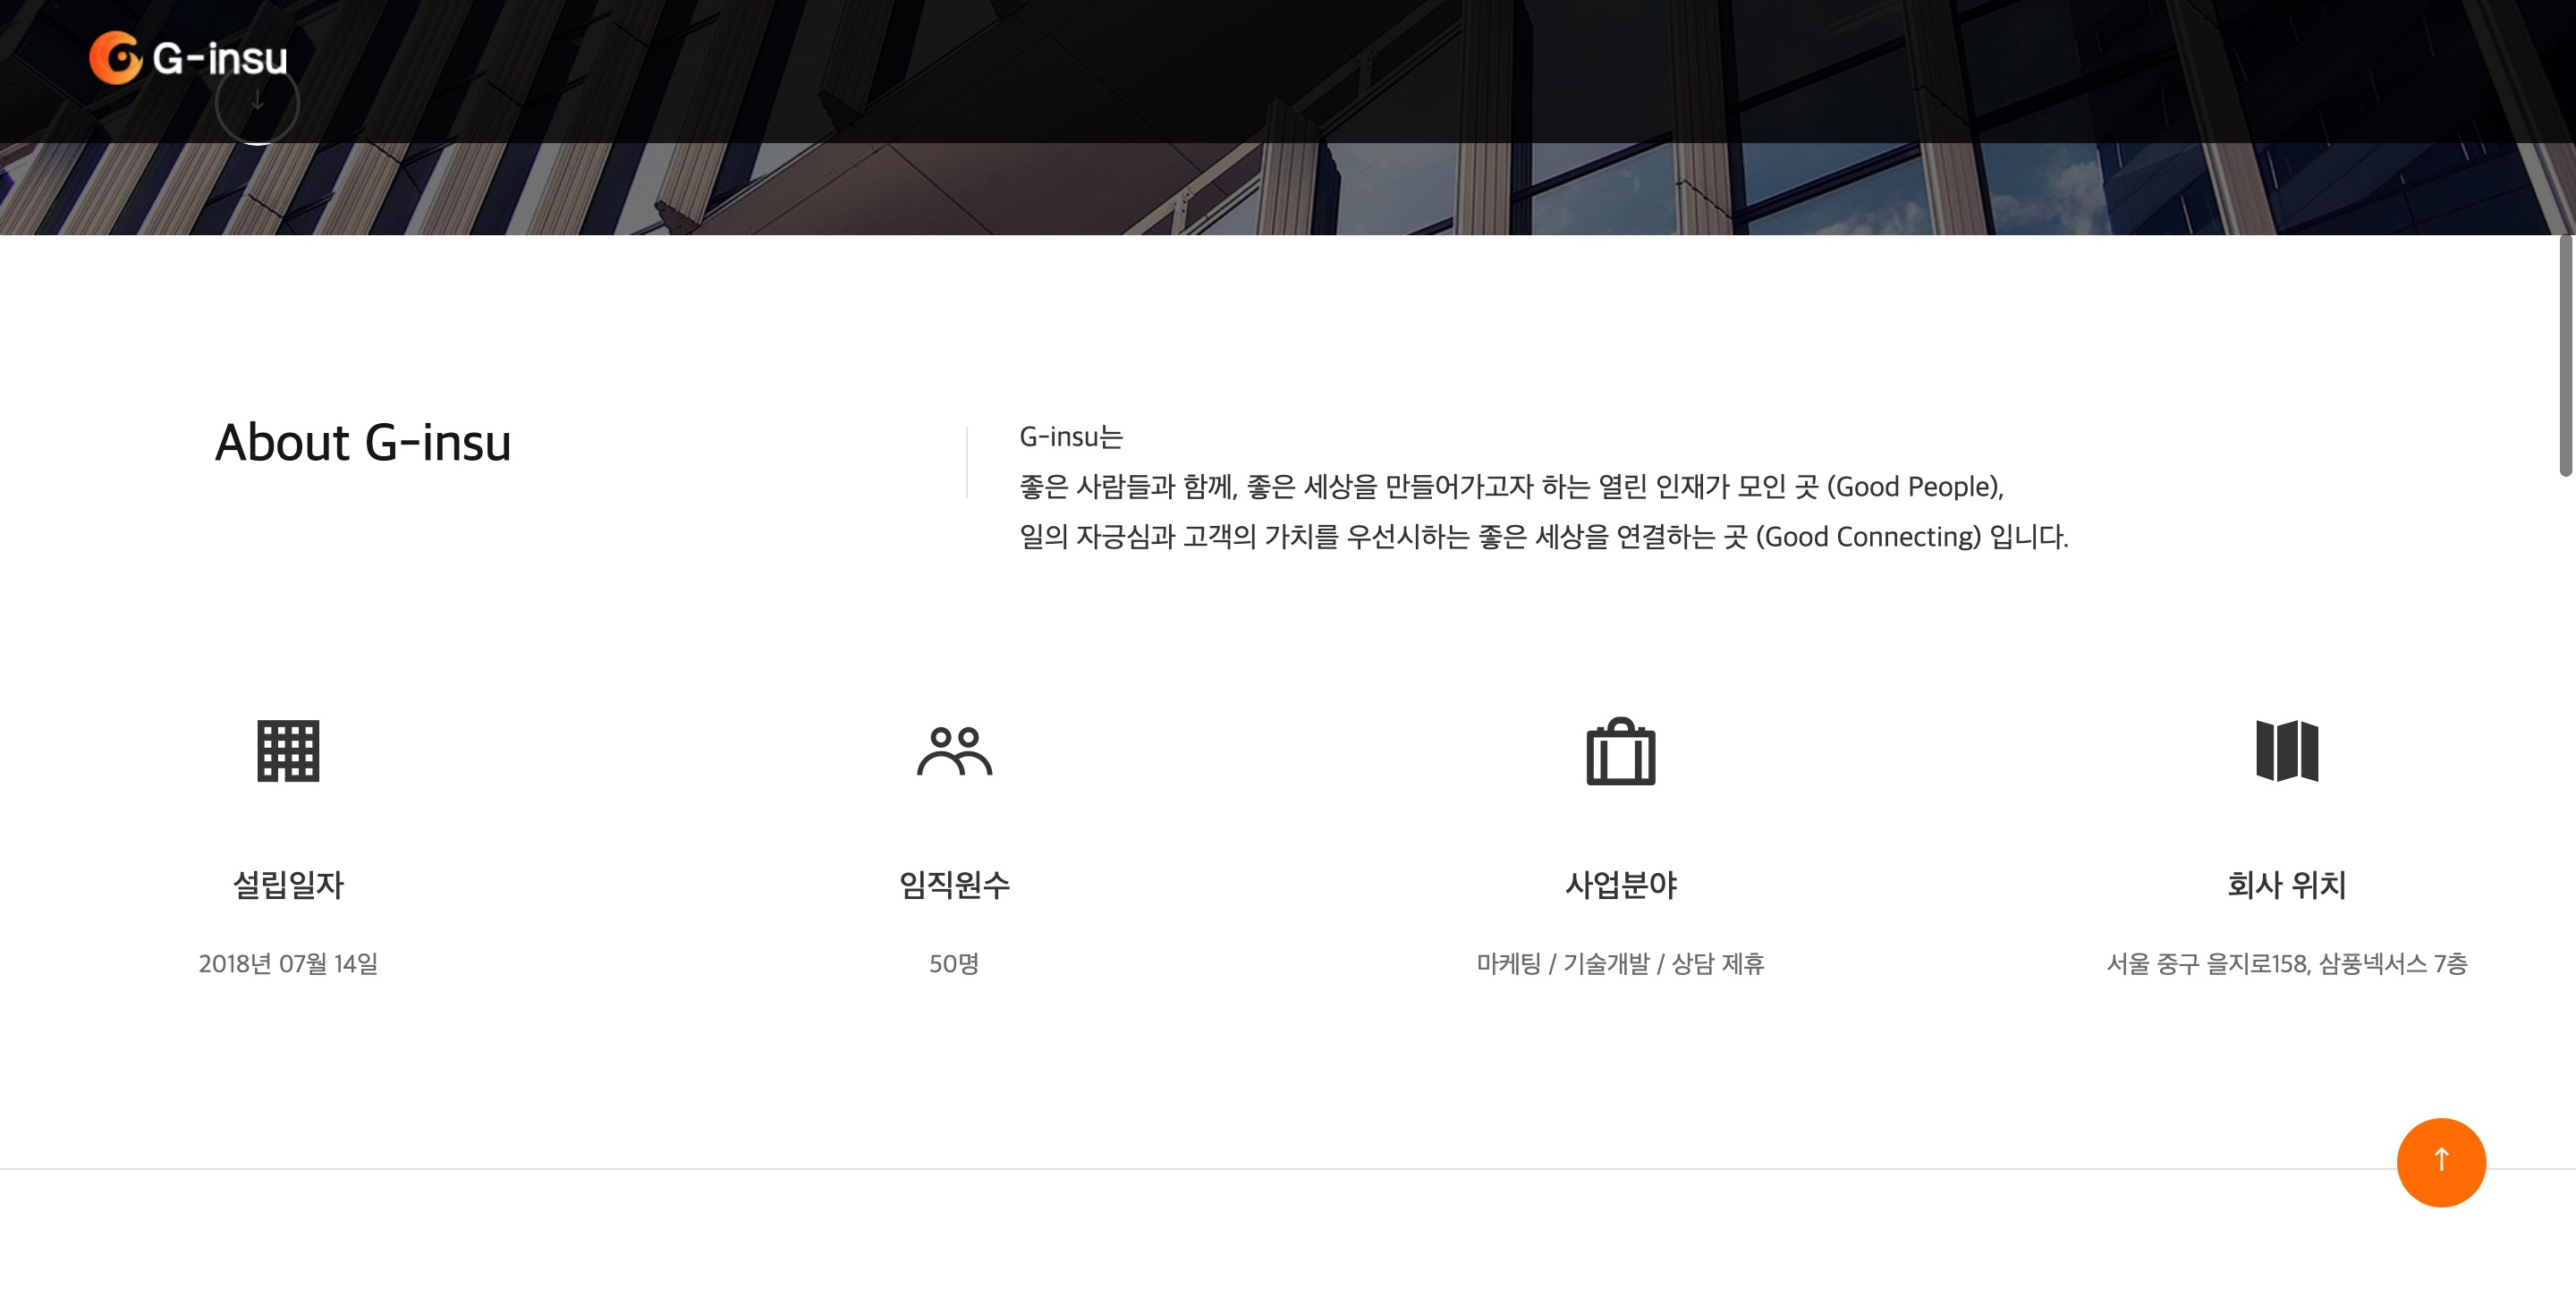 G-insu
About G-insu
G-insu는
좋은 사람들과 함께, 좋은 세상을 만들어가고자 하는 열린 인재가 모인 곳 (Good People),
일의 자긍심과 고객의 가치를 우선시하는 좋은 세상을 연결하는 곳 (Good Connecting) 입니다.
설립일자
2018년 07월 14일
임직원수
50명
사업분야
마케팅 / 기술개발 / 상담 제휴
회사 위치
서울 중구 을지로158, 삼풍넥서스 7층